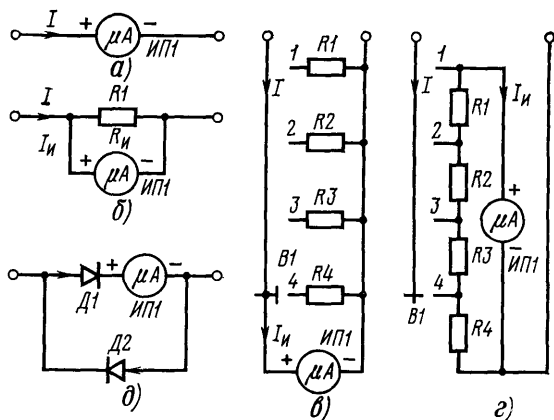 I + μA − ИП1
а)
I R1
Iи Rи
+ μA − ИП1
б)
Д1 + μA − ИП1
Д2
д)
1 R1
I
2 R2
3 R3
В1
4 R4
Iи ИП1
+ μA −
в)
1
I R1 Iи
2
R2 +
3 μA
R3 − ИП1
4
В1
R4
г)